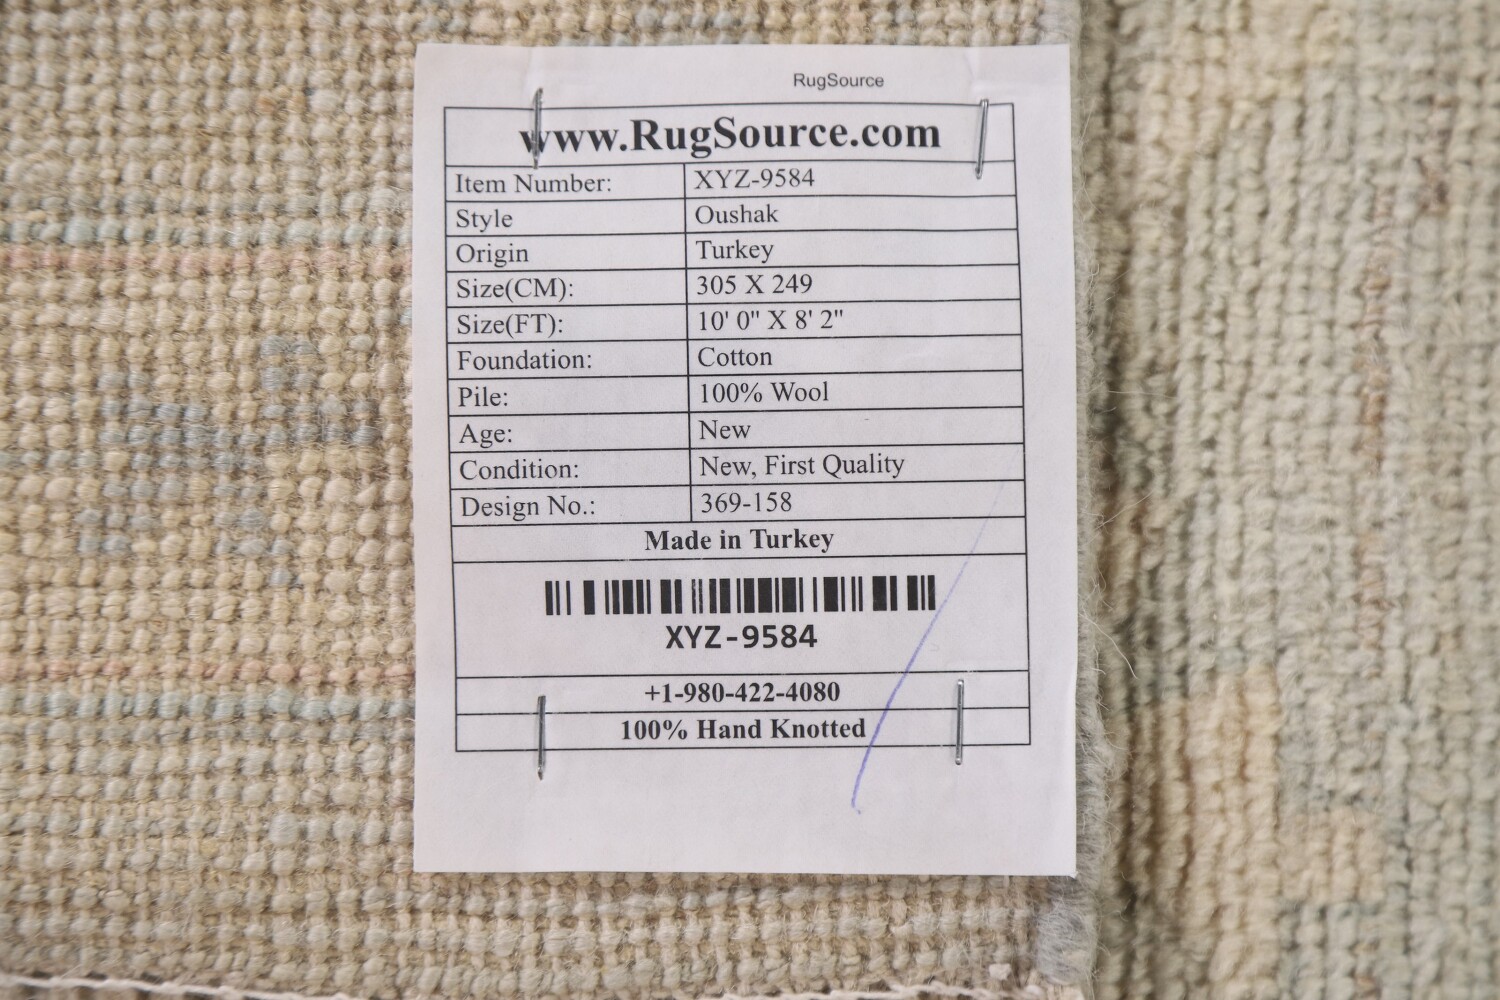 RugSource
www.RugSource.com
Item Number: XYZ-9584
Style Oushak
Origin Turkey
Size(CM): 305 X 249
Size(FT): 10' 0" X 8' 2"
Foundation: Cotton
Pile: 100% Wool
Age: New
Condition: New, First Quality
Design No.: 369-158
Made in Turkey
XYZ-9584
+1-980-422-4080
100% Hand Knotted